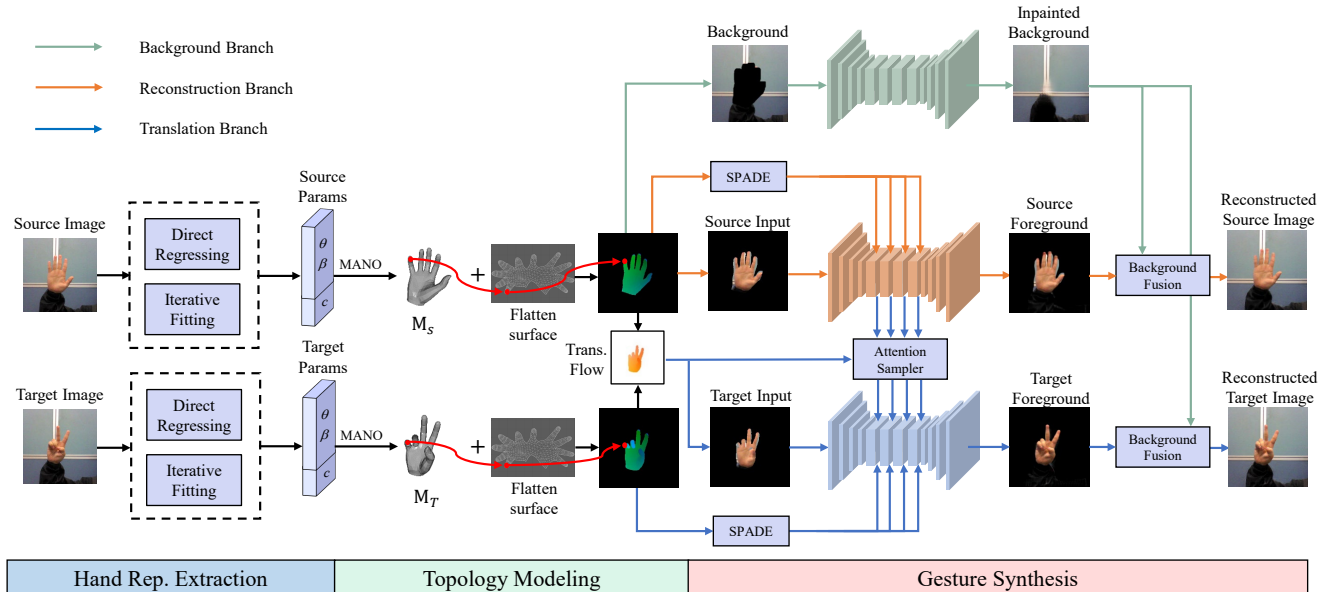 Background Branch
Reconstruction Branch
Translation Branch
Background
Inpainted
Background
Source Image
Direct
Regressing
Iterative
Fitting
Source
Params
θ
β
c
MANO
M_S
Flatten
surface
SPADE
Source Input
Source
Foreground
Background
Fusion
Reconstructed
Source Image
Trans.
Flow
Attention
Sampler
Target Image
Direct
Regressing
Iterative
Fitting
Target
Params
θ
β
c
MANO
M_T
Flatten
surface
Target Input
SPADE
Target
Foreground
Background
Fusion
Reconstructed
Target Image
Hand Rep. Extraction
Topology Modeling
Gesture Synthesis